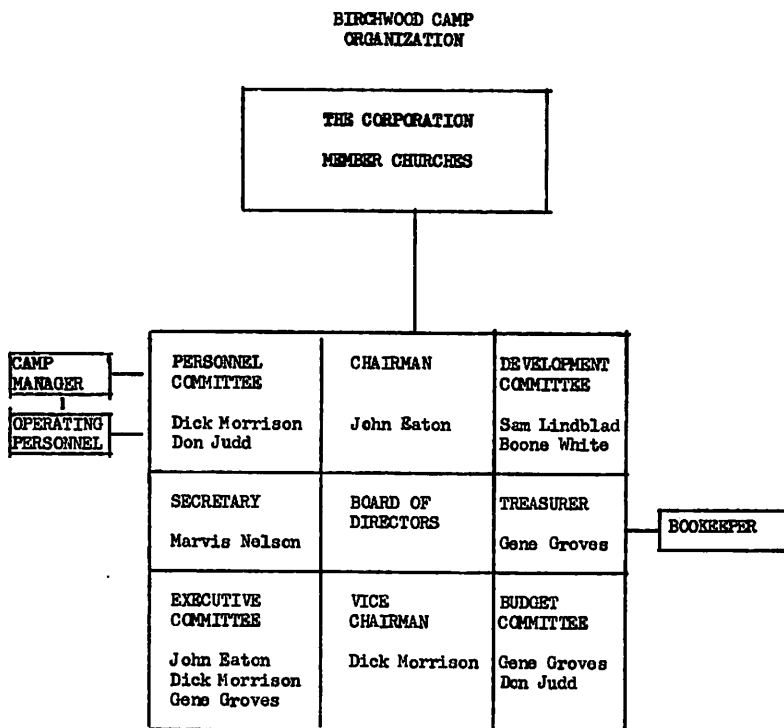 BIRCHWOOD CAMP
ORGANIZATION
THE CORPORATION
MEMBER CHURCHES
CAMP
MANAGER
OPERATING
PERSONNEL
PERSONNEL
COMMITTEE
Dick Morrison
Don Judd
CHAIRMAN
John Eaton
DEVELOPMENT
COMMITTEE
Sam Lindblad
Boone White
SECRETARY
Marvis Nelson
BOARD OF
DIRECTORS
TREASURER
Gene Groves
BOOKKEEPER
EXECUTIVE
COMMITTEE
John Eaton
Dick Morrison
Gene Groves
VICE
CHAIRMAN
Dick Morrison
BUDGET
COMMITTEE
Gene Groves
Don Judd